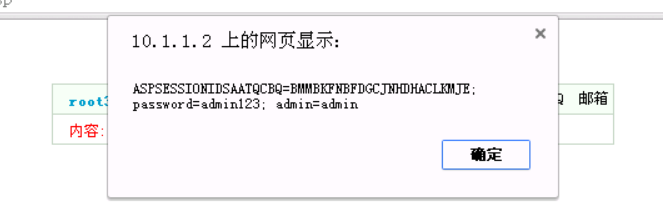 sp
10.1.1.2 上的网页显示：
ASPSESSIONIDSAATQCBQ=BMMBKFNBFDGCJNHDHACLKMJE;
password=admin123; admin=admin
root3
Q 邮箱
内容:
确定